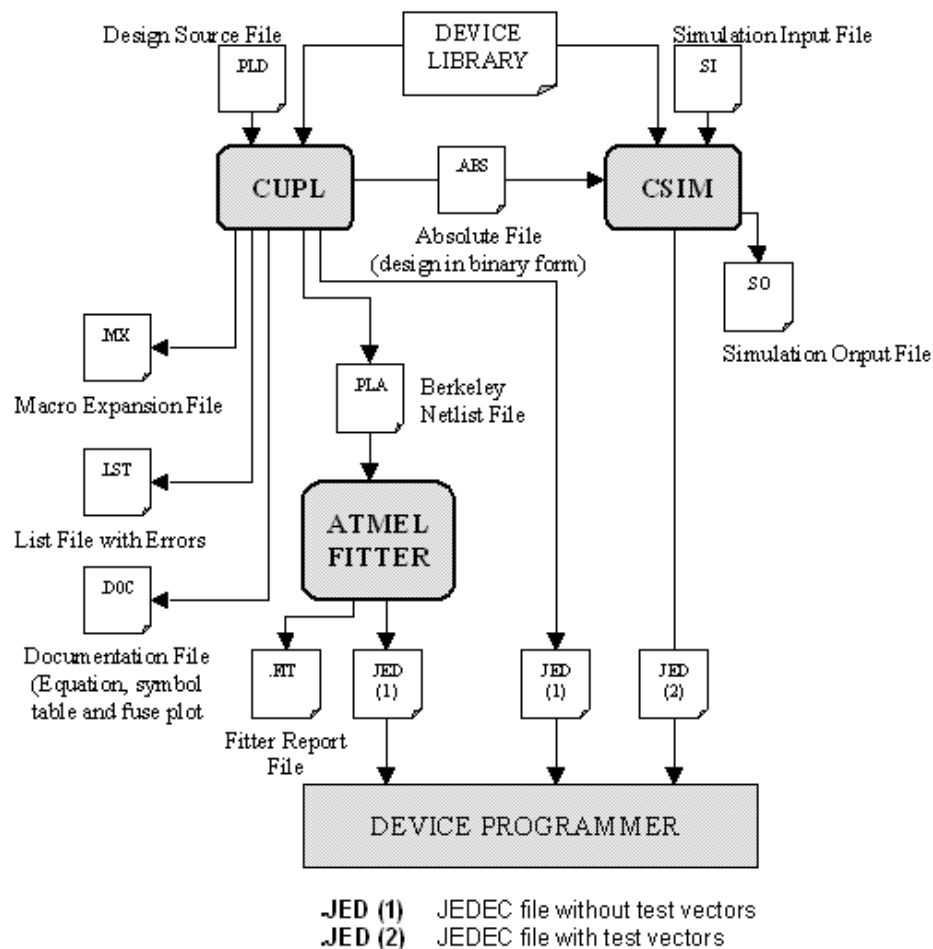 Design Source File
.PLD
DEVICE
LIBRARY
Simulation Input File
.SI
CUPL
.ABS
CSIM
Absolute File
(design in binary form)
.SO
Simulation Onput File
.MX
Macro Expansion File
.PLA
Berkeley
Netlist File
.LST
List File with Errors
ATMEL
FITTER
.DOC
Documentation File
(Equation, symbol
table and fuse plot
.FIT
Fitter Report
File
.JED
(1)
.JED
(1)
.JED
(2)
DEVICE PROGRAMMER
.JED (1) JEDEC file without test vectors
.JED (2) JEDEC file with test vectors